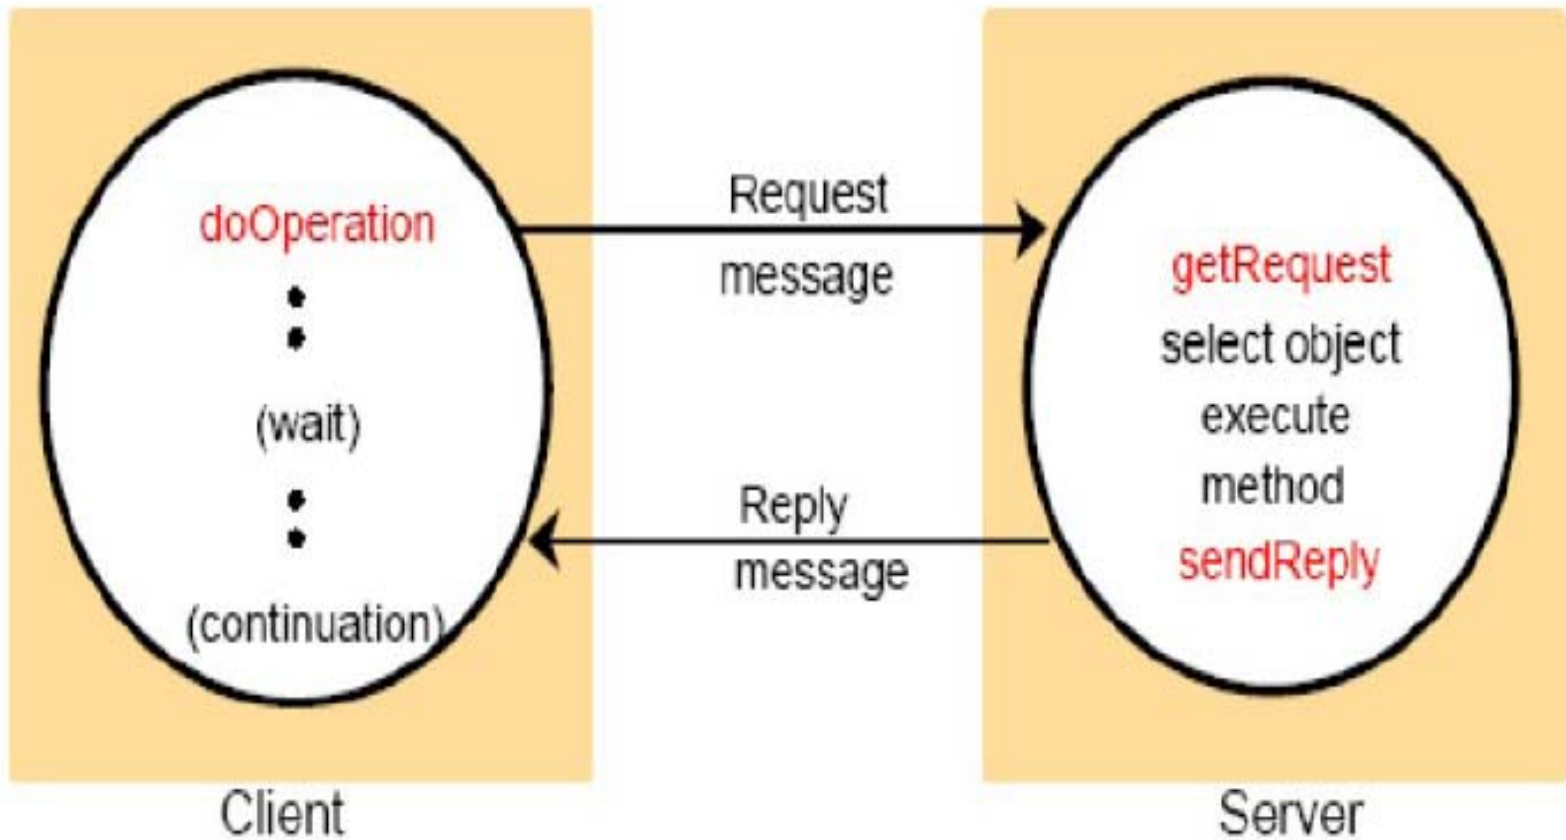 doOperation
(wait)
(continuation)
Client
Request
message
Reply
message
getRequest
select object
execute
method
sendReply
Server